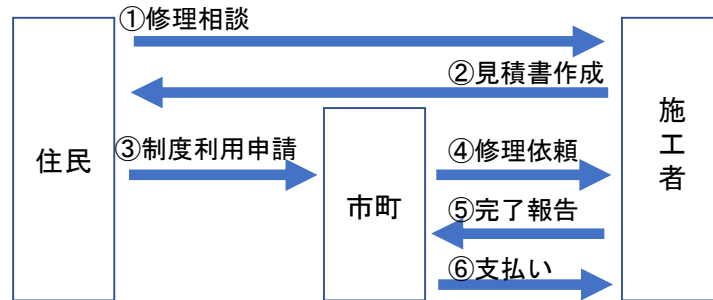 ①修理相談
②見積書作成
住民
③制度利用申請
市町
④修理依頼
⑤完了報告
⑥支払い
施工者